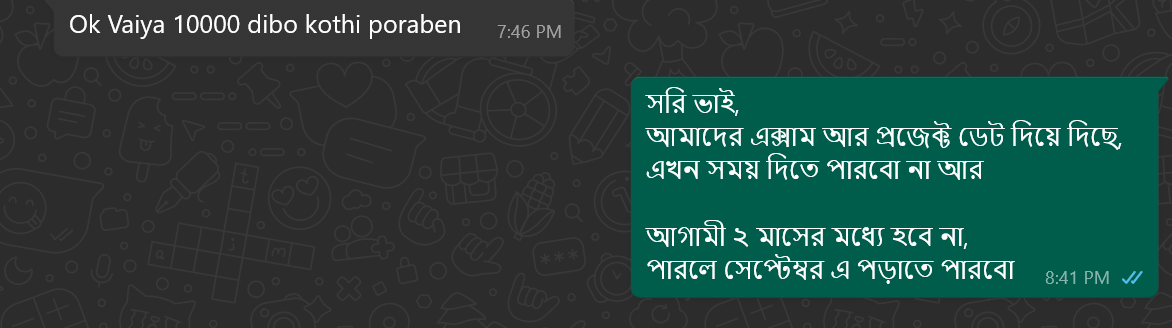 Ok Vaiya 10000 dibo kothi poraben
7:46 PM
সরি ভাই,
আমাদের এক্সাম আর প্রজেক্ট ডেট দিয়ে দিছে,
এখন সময় দিতে পারবো না আর
আগামী ২ মাসের মধ্যে হবে না,
পারলে সেপ্টেম্বর এ পড়াতে পারবো
8:41 PM